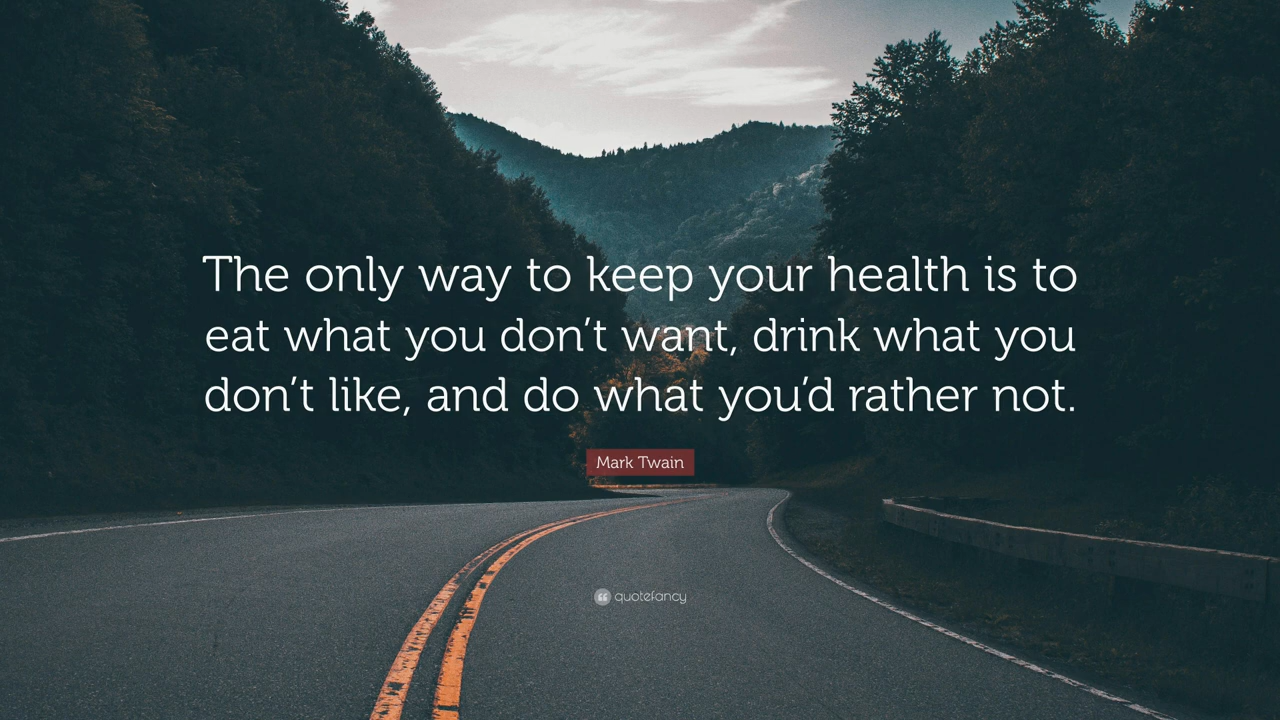 The only way to keep your health is to
eat what you don’t want, drink what you
don’t like, and do what you’d rather not.
Mark Twain
quotefancy